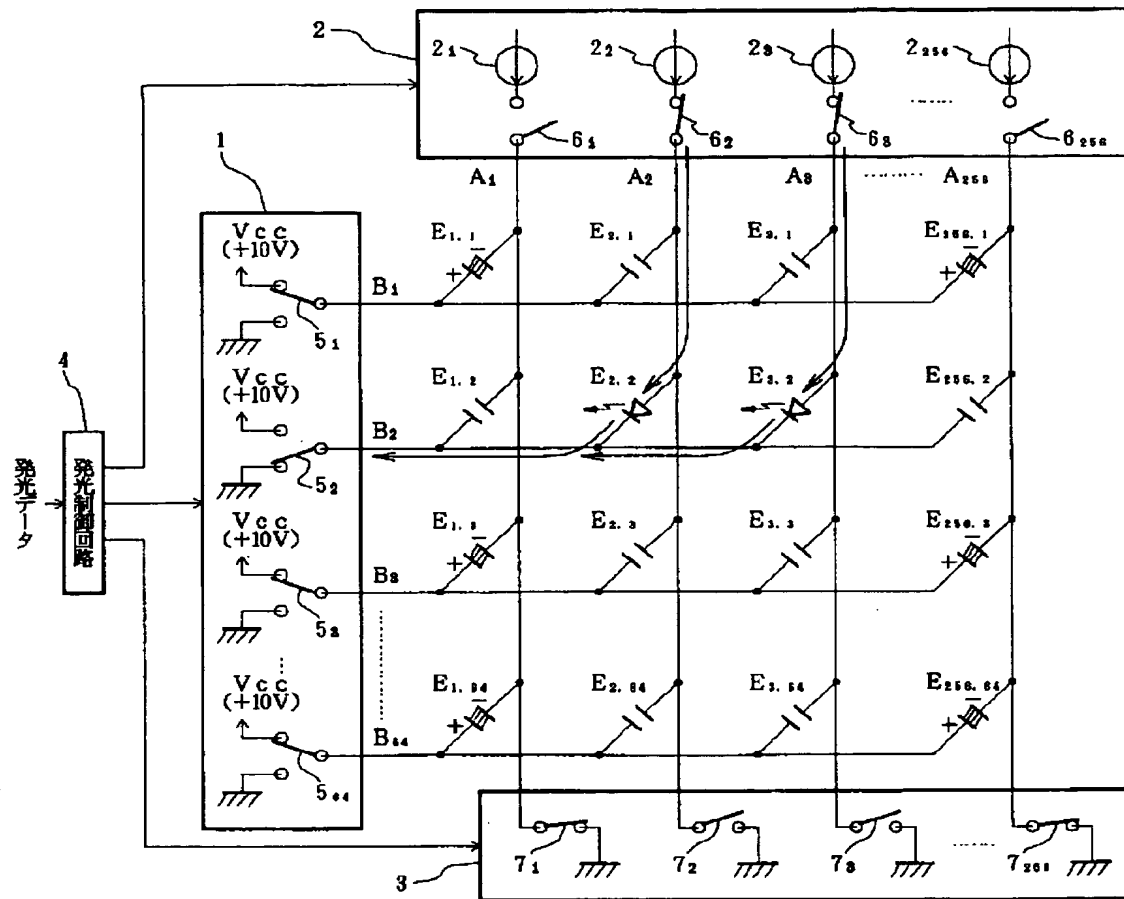 2
2₁
2₂
2₃
2₂₅₆
6₁
6₂
6₃
6₂₅₆
A₁
A₂
A₃
A₂₅₆
1
Vcc
(+10V)
5₁
B₁
E₁.₁
E₂.₁
E₃.₁
E₂₅₆.₁
+
−
+
−
4
発光データ
発光制御回路
Vcc
(+10V)
5₂
B₂
E₁.₂
E₂.₂
E₃.₂
E₂₅₆.₂
Vcc
(+10V)
5₃
B₃
E₁.₃
E₂.₃
E₃.₃
E₂₅₆.₃
+
−
+
−
Vcc
(+10V)
5₆₄
B₆₄
E₁.₆₄
E₂.₆₄
E₃.₆₄
E₂₅₆.₆₄
+
−
+
−
3
7₁
7₂
7₃
7₂₅₆